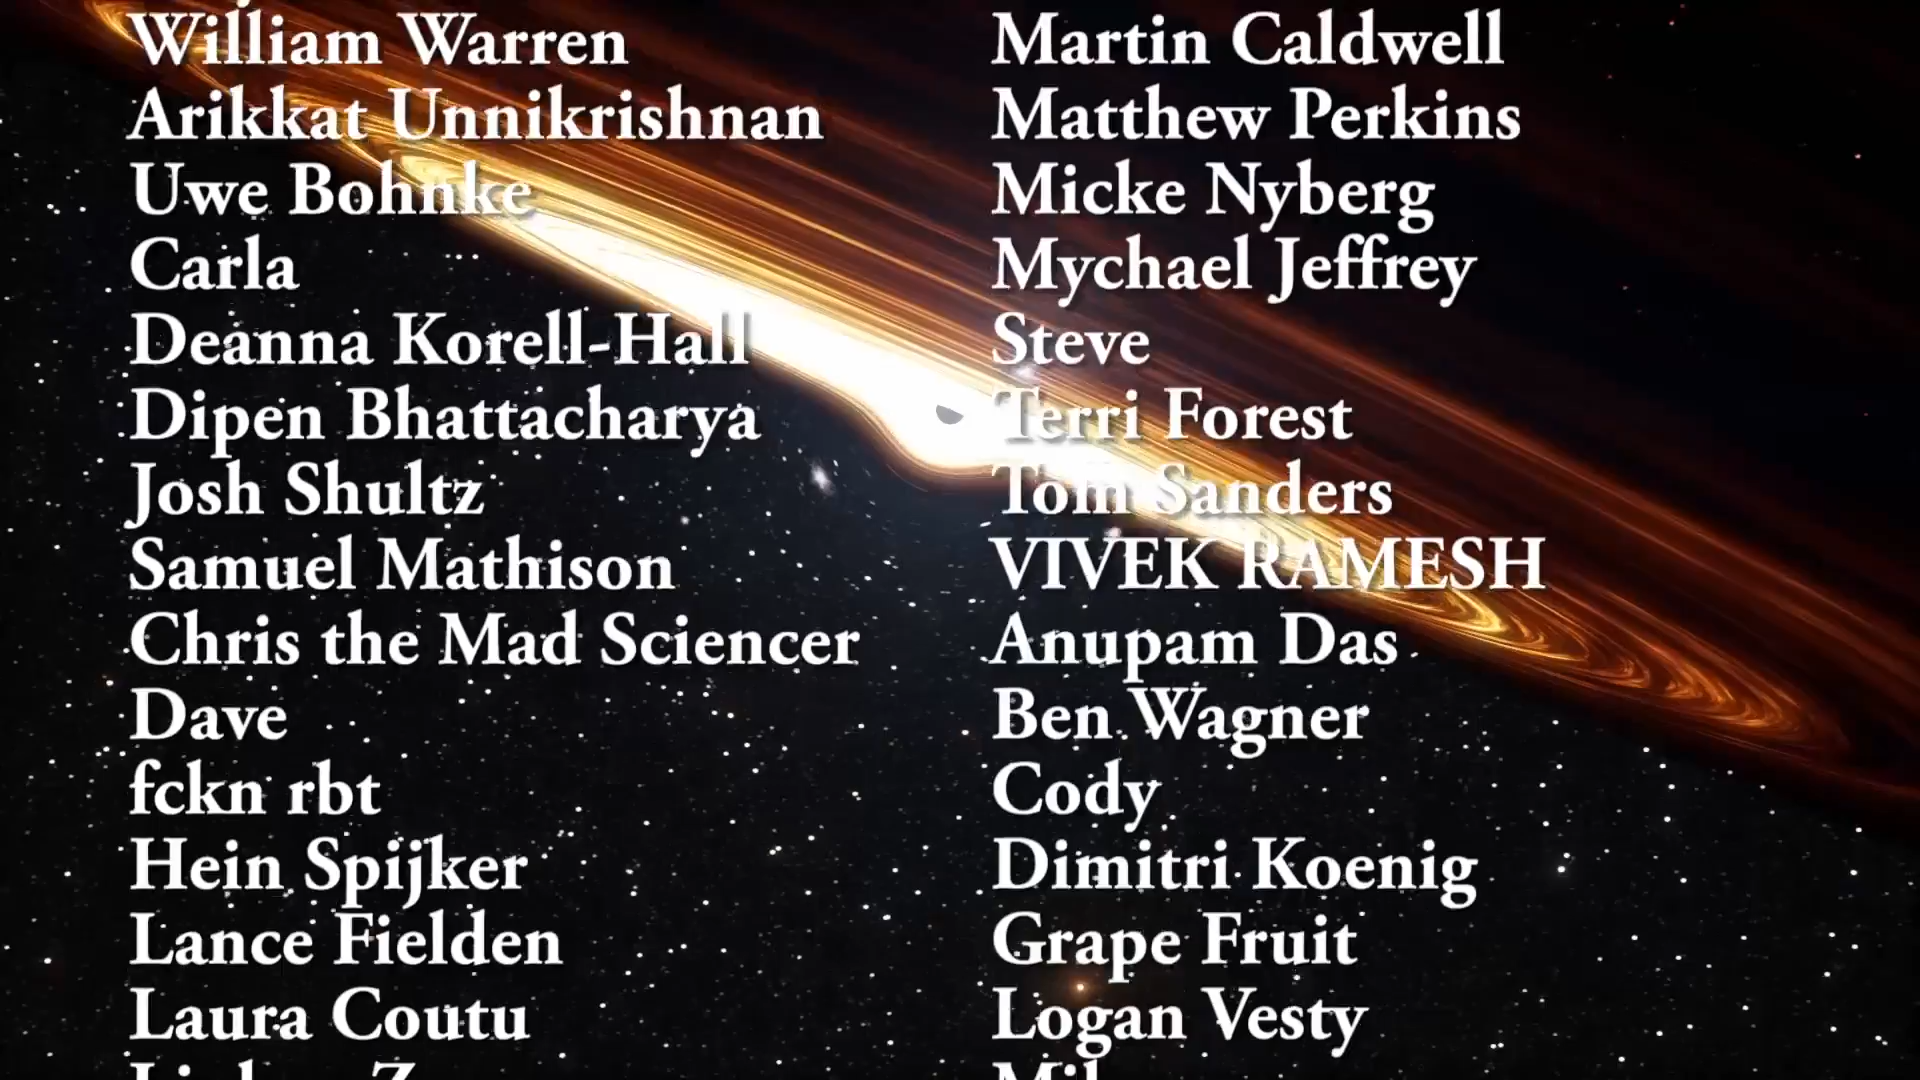 William Warren
Arikkat Unnikrishnan
Uwe Bohnke
Carla
Deanna Korell-Hall
Dipen Bhattacharya
Josh Shultz
Samuel Mathison
Chris the Mad Sciencer
Dave
fckn rbt
Hein Spijker
Lance Fielden
Laura Coutu
Martin Caldwell
Matthew Perkins
Micke Nyberg
Mychael Jeffrey
Steve
Terri Forest
Tom Sanders
VIVEK RAMESH
Anupam Das
Ben Wagner
Cody
Dimitri Koenig
Grape Fruit
Logan Vesty